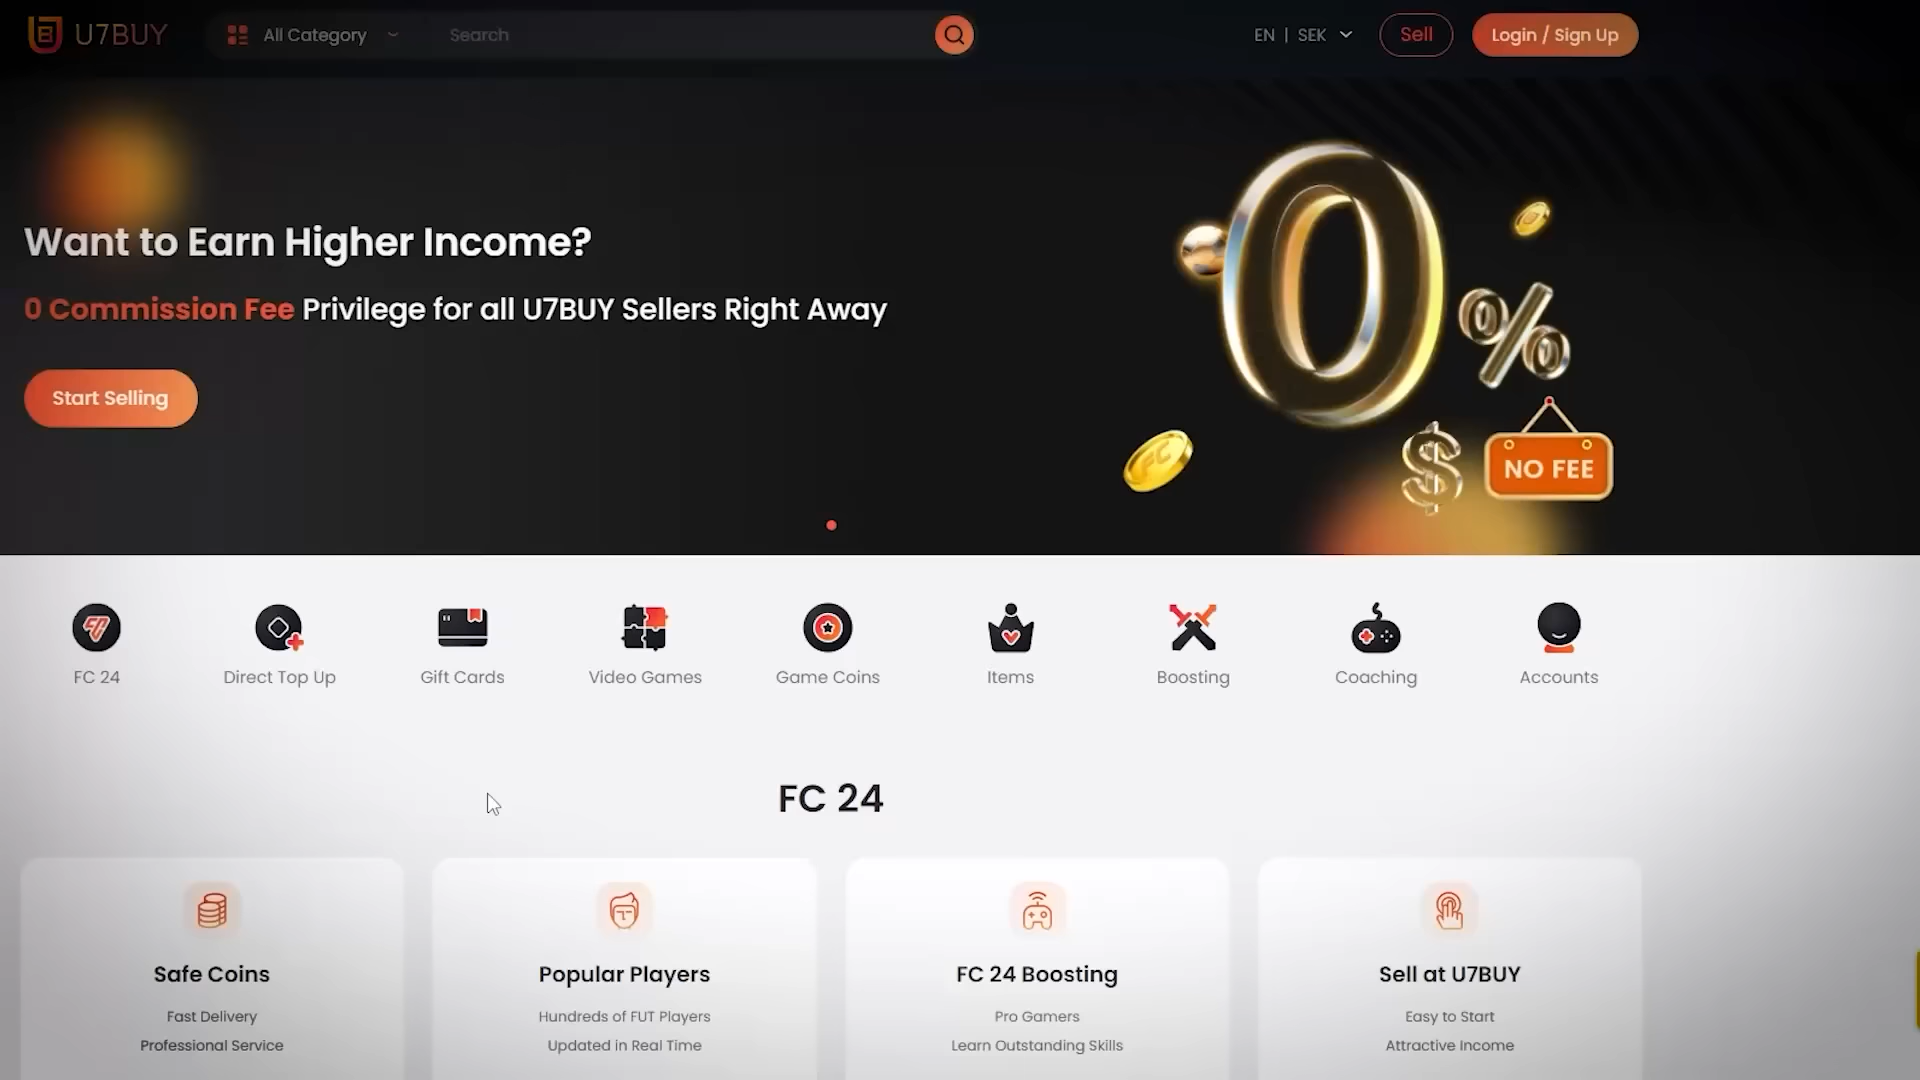 U7BUY
All Category
Search
EN | SEK
Sell
Login / Sign Up
Want to Earn Higher Income?
0 Commission Fee Privilege for all U7BUY Sellers Right Away
Start Selling
0%
$
NO FEE
FC
FC 24
Direct Top Up
Gift Cards
Video Games
Game Coins
Items
Boosting
Coaching
Accounts
FC 24
Safe Coins
Fast Delivery
Professional Service
Popular Players
Hundreds of FUT Players
Updated in Real Time
FC 24 Boosting
Pro Gamers
Learn Outstanding Skills
Sell at U7BUY
Easy to Start
Attractive Income